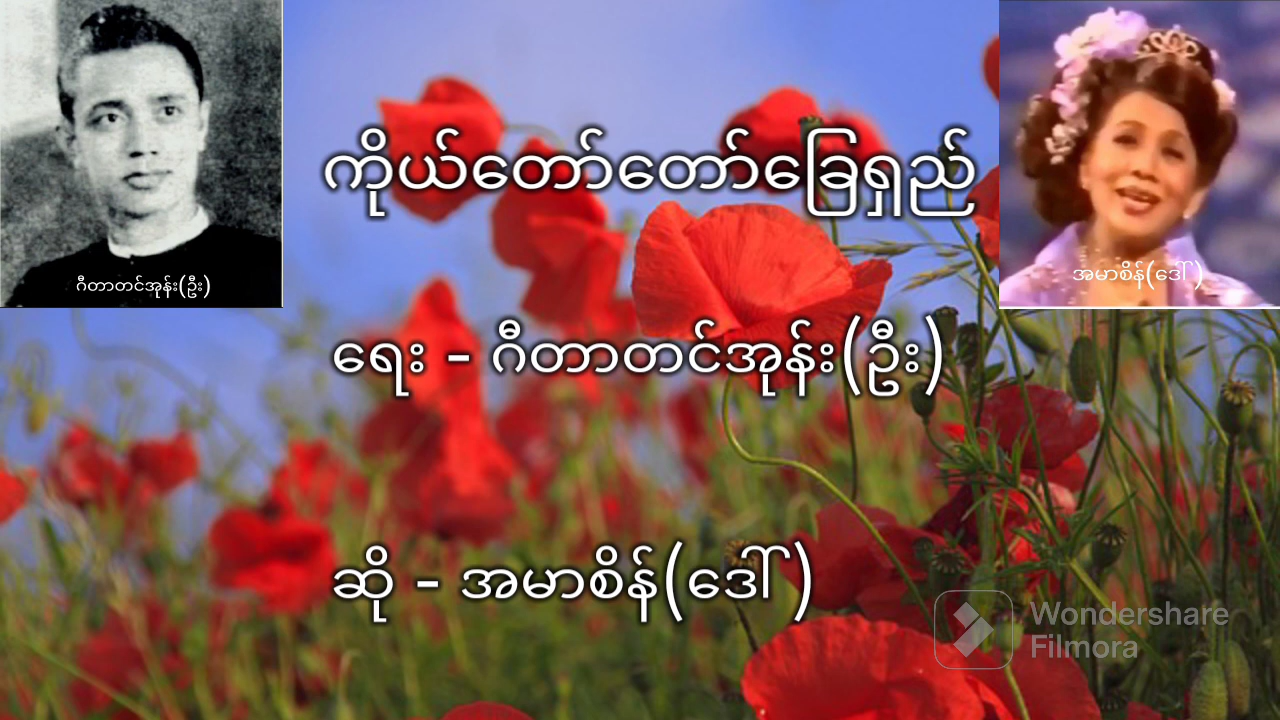 ကိုယ်တော်တော်ခြေရှည်
ဂီတာတင်အုန်း(ဦး)
အမာစိန်(ဒေါ်)
ရေး - ဂီတာတင်အုန်း(ဦး)
ဆို - အမာစိန်(ဒေါ်)
Wondershare
Filmora